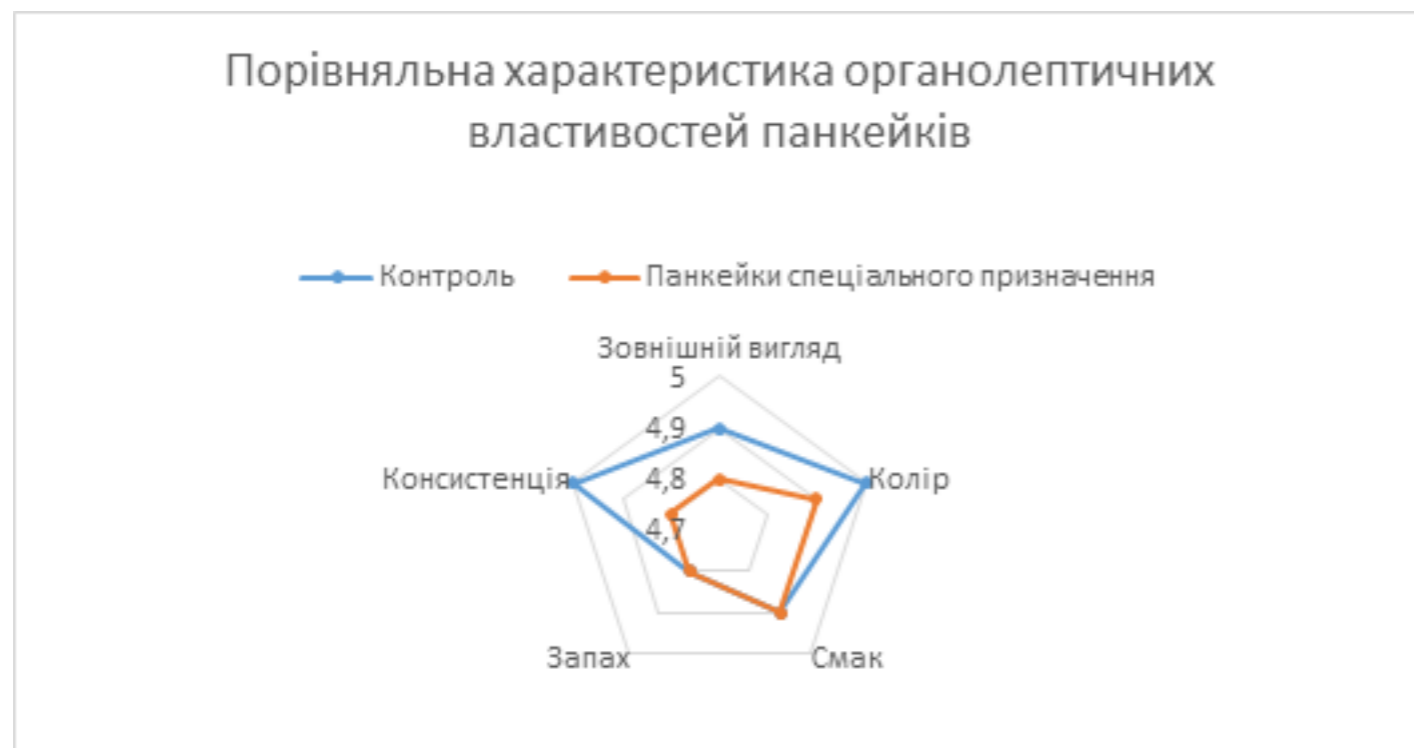 Порівняльна характеристика органолептичних
властивостей панкейків
Контроль
Панкейки спеціального призначення
Зовнішній вигляд
5
4,9
4,8
4,7
Колір
Смак
Запах
Консистенція